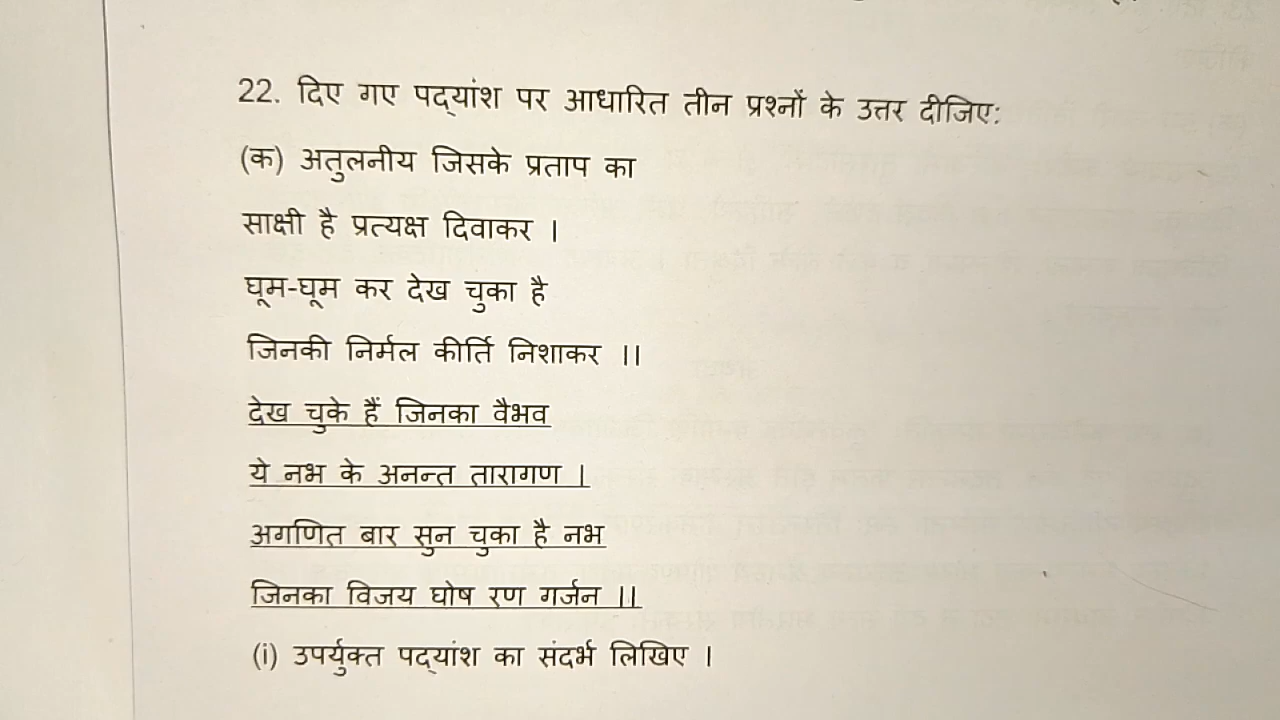 22. दिए गए पद्यांश पर आधारित तीन प्रश्नों के उत्तर दीजिए:
(क) अतुलनीय जिसके प्रताप का
साक्षी है प्रत्यक्ष दिवाकर ।
घूम-घूम कर देख चुका है
जिनकी निर्मल कीर्ति निशाकर ।।
देख चुके हैं जिनका वैभव
ये नभ के अनन्त तारागण ।
अगणित बार सुन चुका है नभ
जिनका विजय घोष रण गर्जन ।।
(i) उपर्युक्त पद्यांश का संदर्भ लिखिए ।